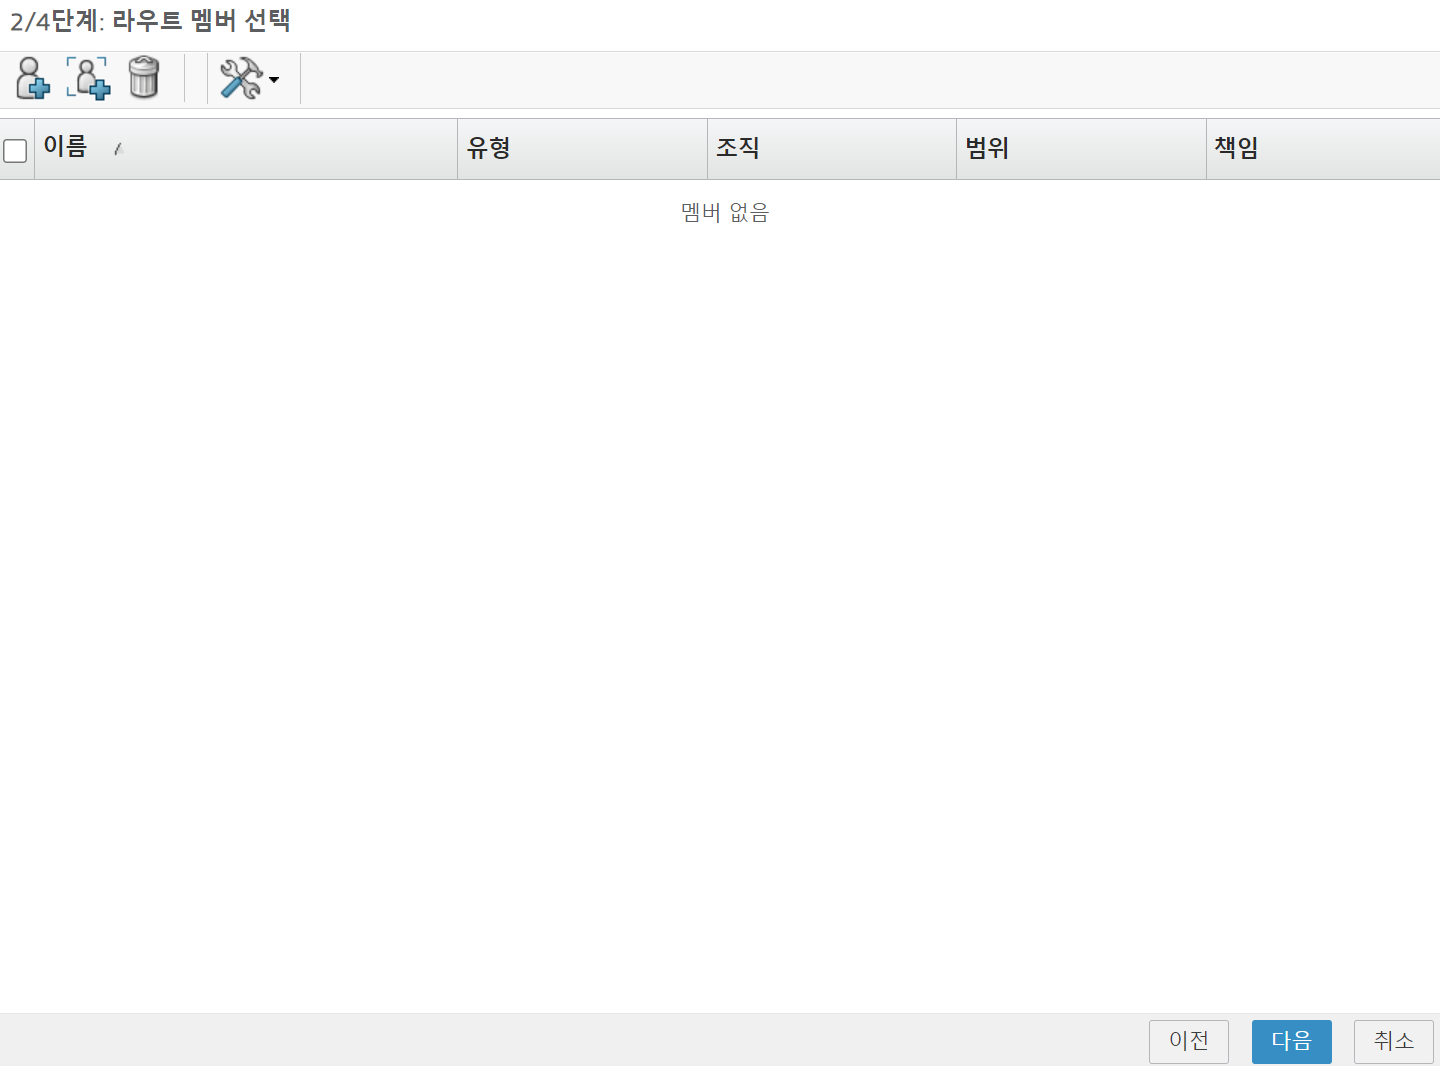 2/4단계: 라우트 멤버 선택
이름 유형 조직 범위 책임
멤버 없음
이전 다음 취소